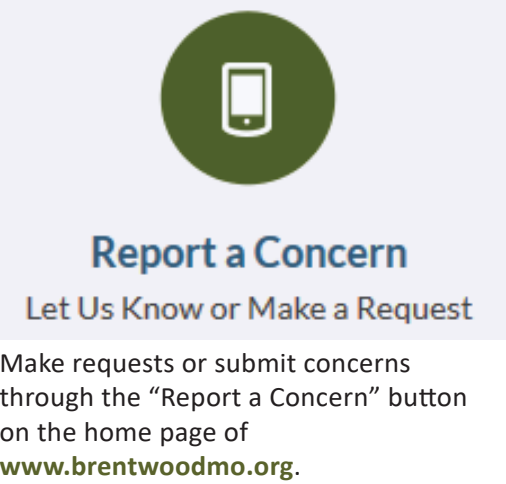 Report a Concern
Let Us Know or Make a Request
Make requests or submit concerns
through the “Report a Concern” button
on the home page of
www.brentwoodmo.org.